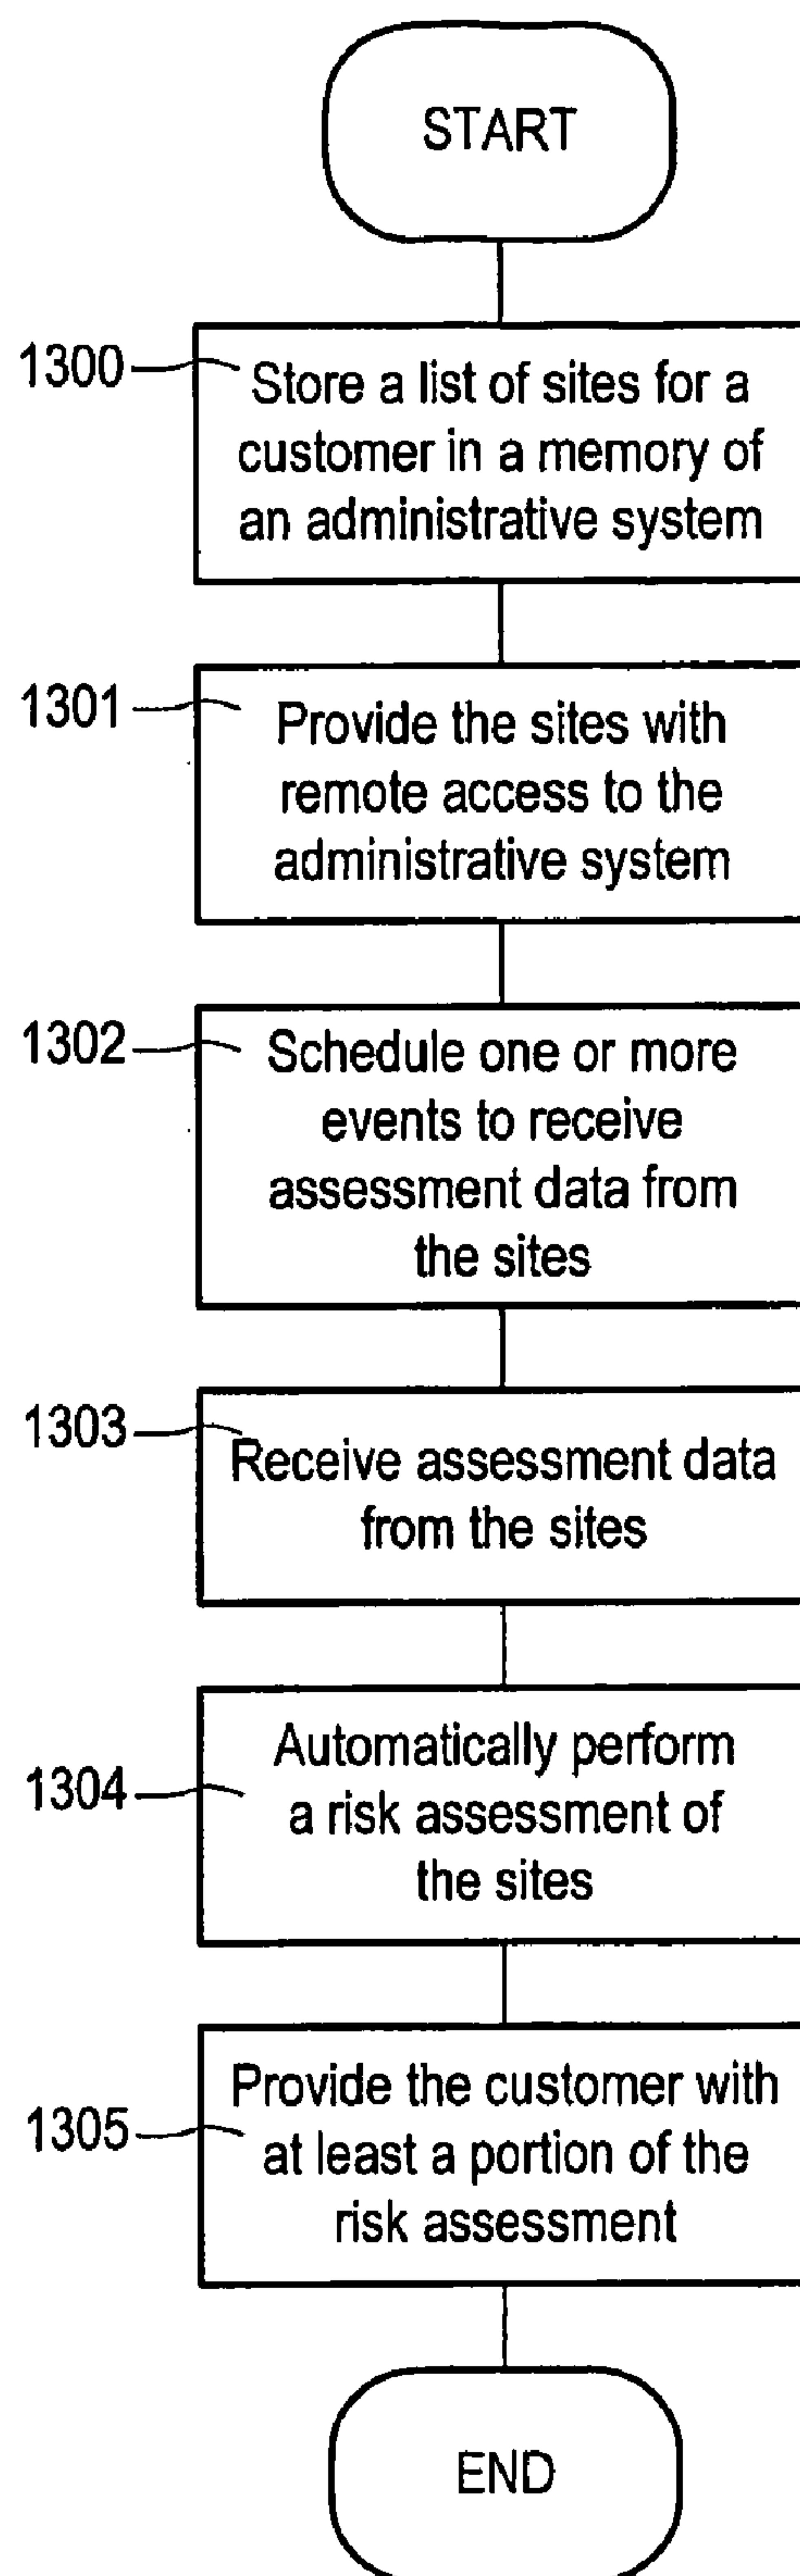 START
1300
Store a list of sites for a
customer in a memory of
an administrative system
1301
Provide the sites with
remote access to the
administrative system
1302
Schedule one or more
events to receive
assessment data from
the sites
1303
Receive assessment data
from the sites
1304
Automatically perform
a risk assessment of
the sites
1305
Provide the customer with
at least a portion of the
risk assessment
END